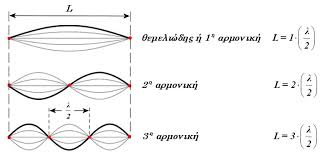 L
θεμελιώδης ή 1η αρμονική L = 1 · (λ/2)
2η αρμονική L = 2 · (λ/2)
λ/2
3η αρμονική L = 3 · (λ/2)